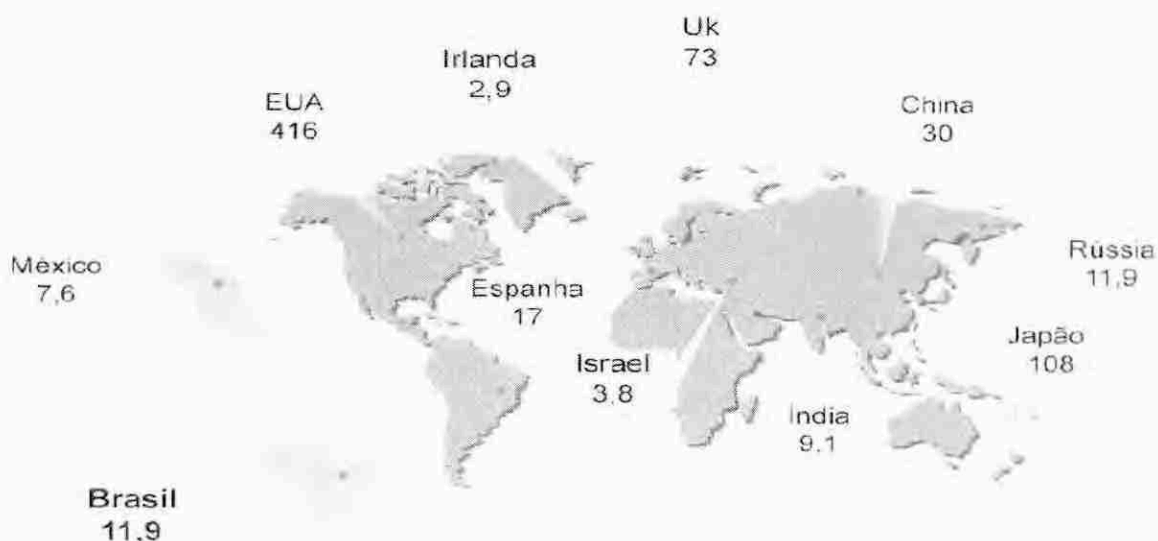 Uk
73
Irlanda
2,9
EUA
416
China
30
México
7,6
Rússia
11,9
Espanha
17
Japão
108
Israel
3,8
Índia
9,1
Brasil
11,9